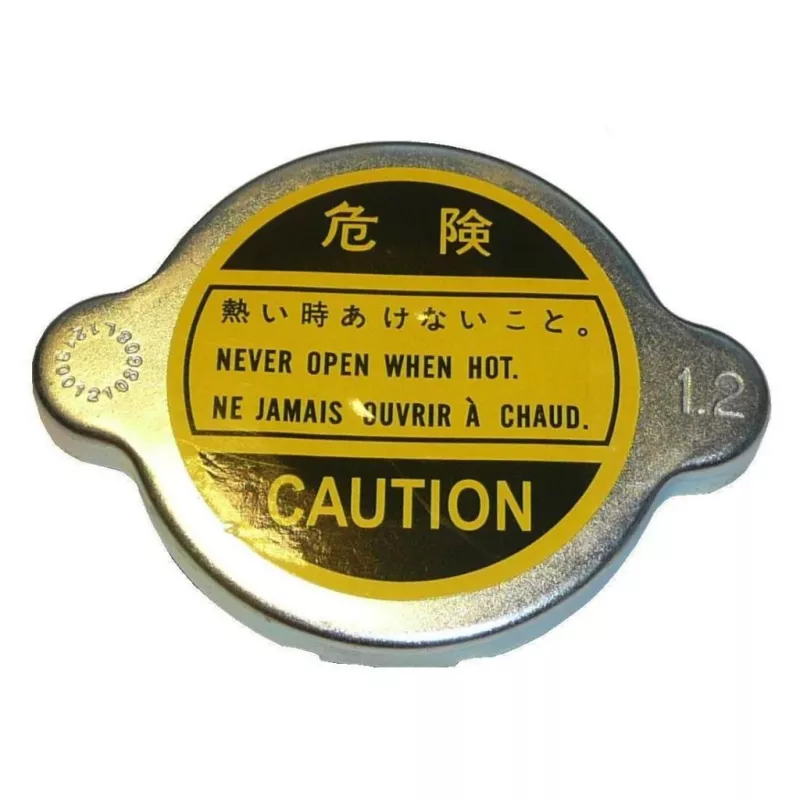 危 険
熱い時あけないこと。
NEVER OPEN WHEN HOT.
NE JAMAIS OUVRIR À CHAUD.
CAUTION
1.2